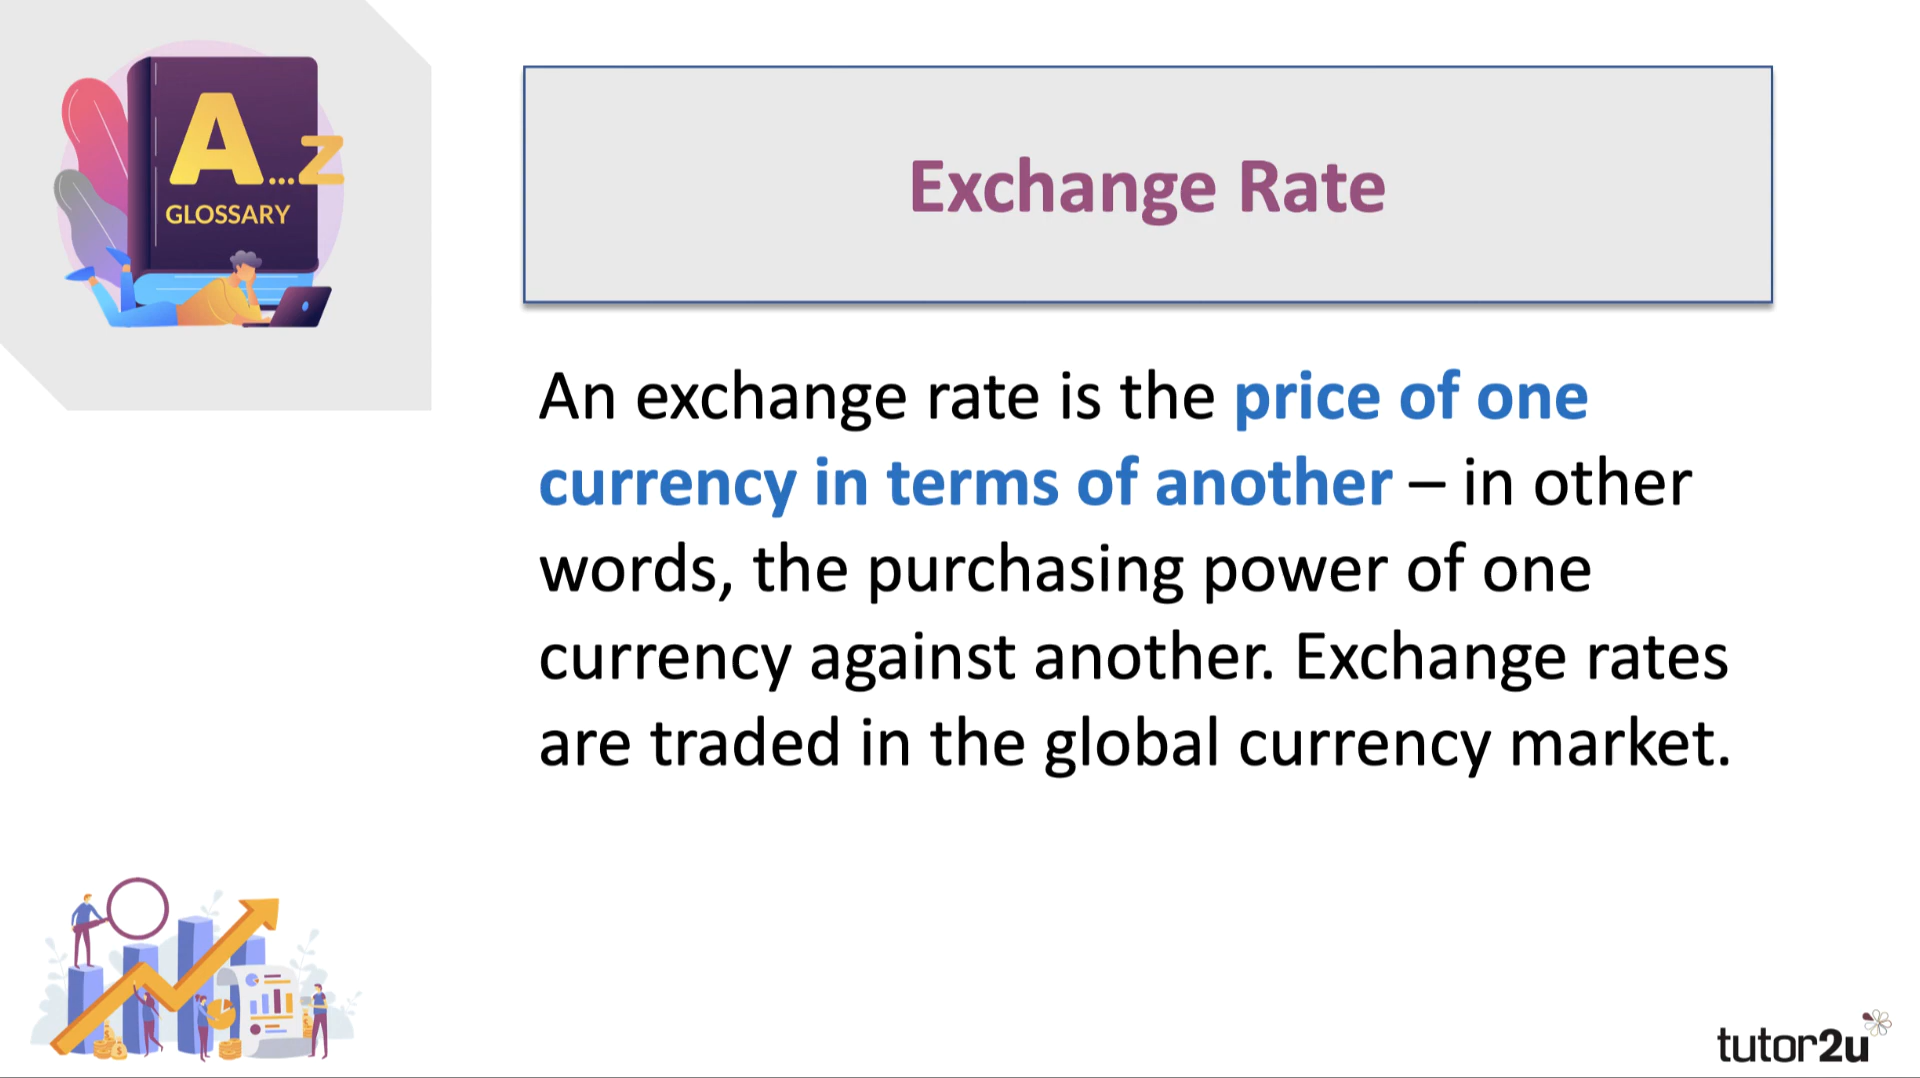 A...Z
GLOSSARY
Exchange Rate
An exchange rate is the price of one
currency in terms of another – in other
words, the purchasing power of one
currency against another. Exchange rates
are traded in the global currency market.
tutor2u